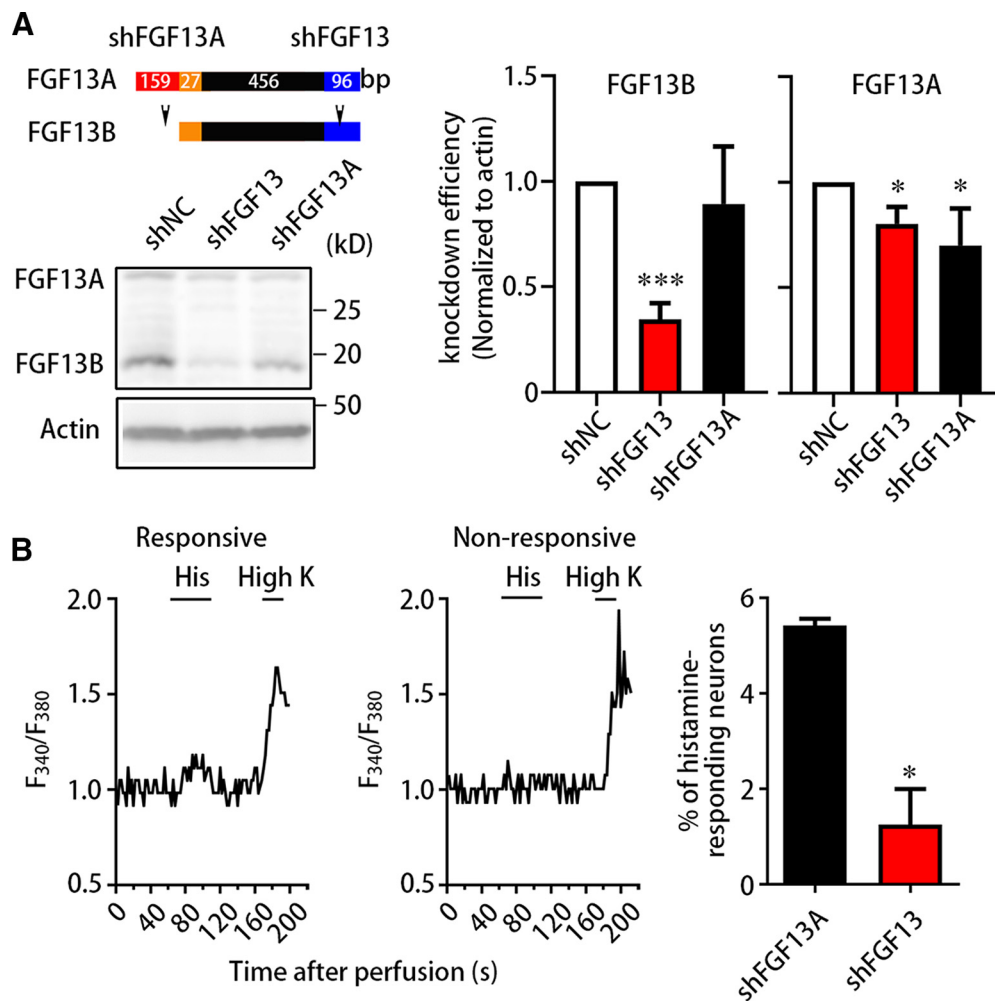 A
shFGF13A shFGF13
FGF13A 159 27 456 96 bp
FGF13B
shNC shFGF13 shFGF13A (kD)
FGF13A
25
20
FGF13B
50
Actin
knockdown efficiency
(Normalized to actin)
1.5
1.0
0.5
0
FGF13B
***
shNC shFGF13 shFGF13A
FGF13A
* *
shNC shFGF13 shFGF13A
B
Responsive
His High K
F340/F380
2.0
1.5
1.0
0.5
0 40 80 120 160 200
Non-responsive
His High K
F340/F380
2.0
1.5
1.0
0.5
0 40 80 120 160 200
Time after perfusion (s)
% of histamine-
responding neurons
6
4
2
0
*
shFGF13A shFGF13